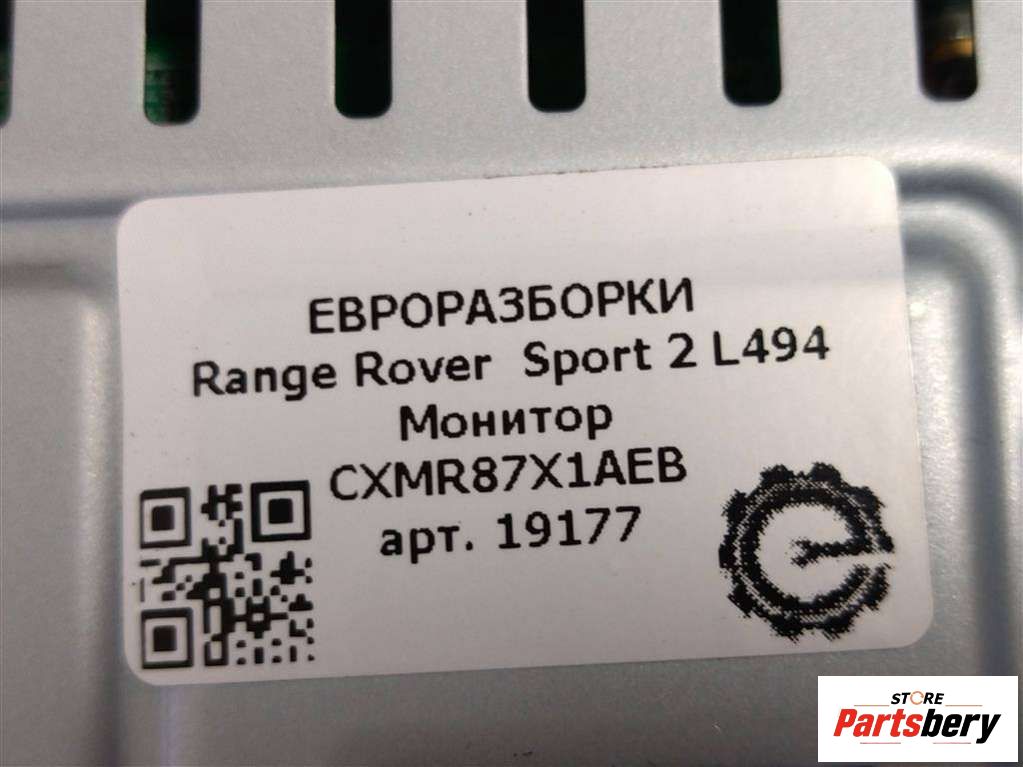 ЕВРОРАЗБОРКИ
Range Rover Sport 2 L494
Монитор
CXMR87X1AEB
арт. 19177
STORE
Partsbery